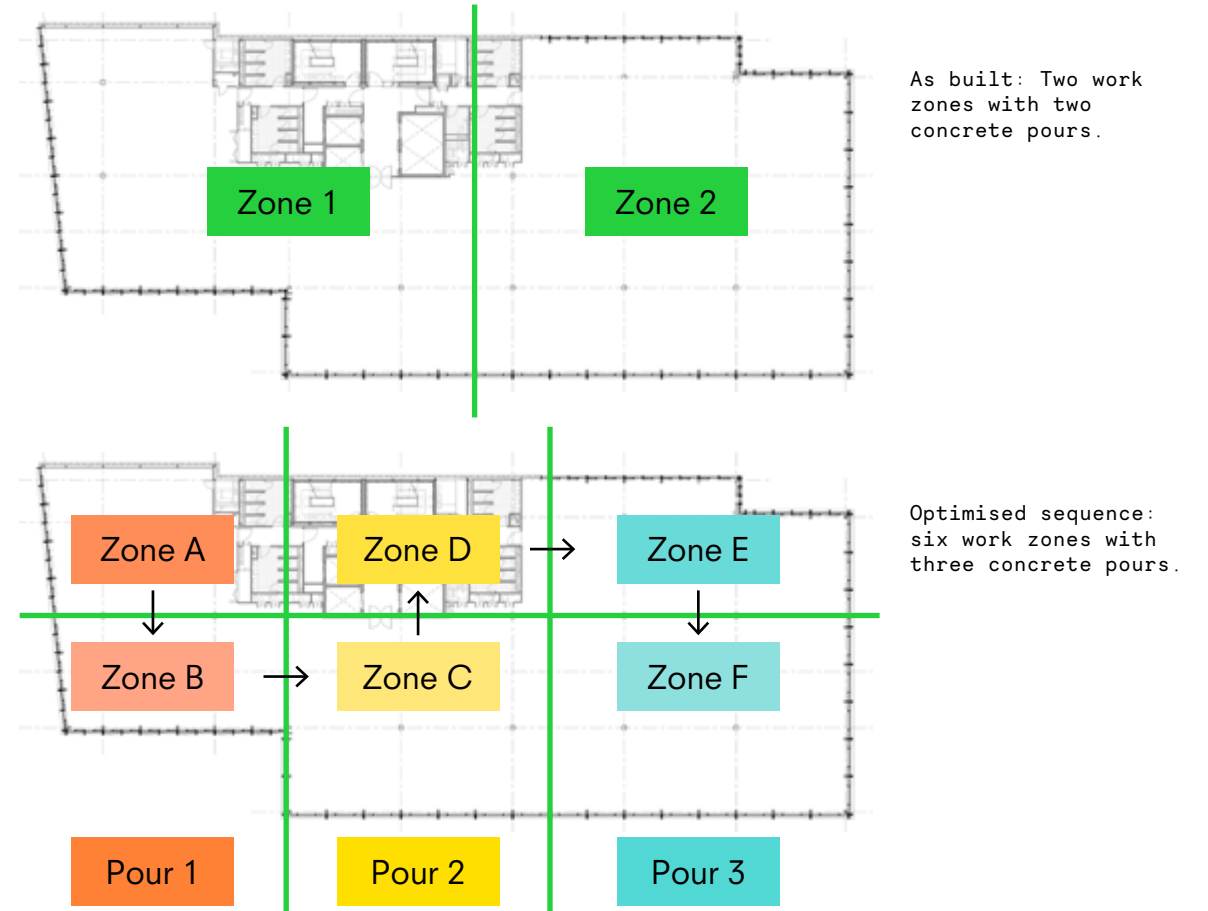 As built: Two work
zones with two
concrete pours.
Zone 1
Zone 2
Optimised sequence:
six work zones with
three concrete pours.
Zone A
Zone D
Zone E
Zone B
Zone C
Zone F
Pour 1
Pour 2
Pour 3